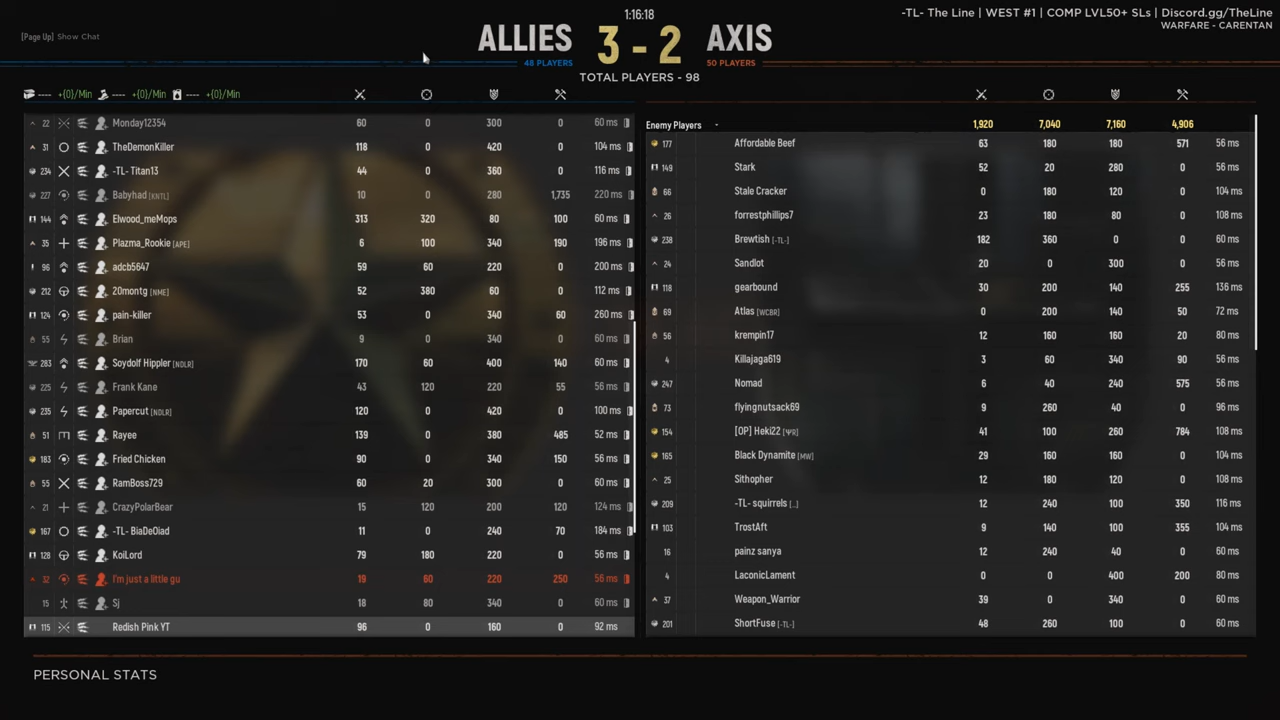 1:16:18
-TL- The Line | WEST #1 | COMP LVL50+ SLs | Discord.gg/TheLine
WARFARE - CARENTAN
[Page Up] Show Chat
ALLIES 3 - 2 AXIS
48 PLAYERS 50 PLAYERS
TOTAL PLAYERS - 98
---- +{0}/Min ---- +{0}/Min ---- +{0}/Min
Enemy Players - 1,920 7,040 7,160 4,906
22 Monday12354 60 0 300 0 60 ms
31 TheDemonKiller 118 0 420 0 104 ms
234 -TL- Titan13 44 0 360 0 116 ms
227 Babyhad [KNTL] 10 0 280 1,735 220 ms
144 Elwood_meMops 313 320 80 100 60 ms
35 Plazma_Rookie [APE] 6 100 340 190 196 ms
96 adcb5647 59 60 220 0 200 ms
212 20montg [NME] 52 380 60 0 112 ms
124 pain-killer 53 0 340 60 260 ms
55 Brian 9 0 340 0 60 ms
283 Soydolf Hippler [NDLR] 170 60 400 140 60 ms
225 Frank Kane 43 120 220 55 56 ms
235 Papercut [NDLR] 120 0 420 0 100 ms
51 Rayee 139 0 380 485 52 ms
183 Fried Chicken 90 0 340 150 56 ms
55 RamBoss729 60 20 300 0 60 ms
21 CrazyPolarBear 15 120 200 120 124 ms
167 -TL- BiaDeOiad 11 0 240 70 184 ms
128 KoiLord 79 180 220 0 56 ms
32 I'm just a little gu 19 60 220 250 56 ms
15 Sj 18 80 340 0 60 ms
115 Redish Pink YT 96 0 160 0 92 ms
177 Affordable Beef 63 180 180 571 56 ms
149 Stark 52 20 280 0 56 ms
66 Stale Cracker 0 180 120 0 104 ms
26 forrestphillips7 23 180 80 0 108 ms
238 Brewtish [-TL-] 182 360 0 0 60 ms
24 Sandlot 20 0 300 0 56 ms
118 gearbound 30 200 140 255 136 ms
69 Atlas [WCBR] 0 200 140 50 72 ms
56 krempin17 12 160 160 20 80 ms
4 Killajaga619 3 60 340 90 56 ms
247 Nomad 6 40 240 575 56 ms
73 flyingnutsack69 9 260 40 0 96 ms
154 [OP] Heki22 41 100 260 784 108 ms
165 Black Dynamite [MW] 29 160 160 0 104 ms
25 Sithopher 12 180 120 0 108 ms
209 -TL- squirrels [..] 12 240 100 350 116 ms
103 TrostAft 9 140 100 355 104 ms
16 painz sanya 12 240 40 0 60 ms
4 LaconicLament 0 0 400 200 80 ms
37 Weapon_Warrior 39 0 340 0 60 ms
201 ShortFuse [-TL-] 48 260 100 0 60 ms
PERSONAL STATS